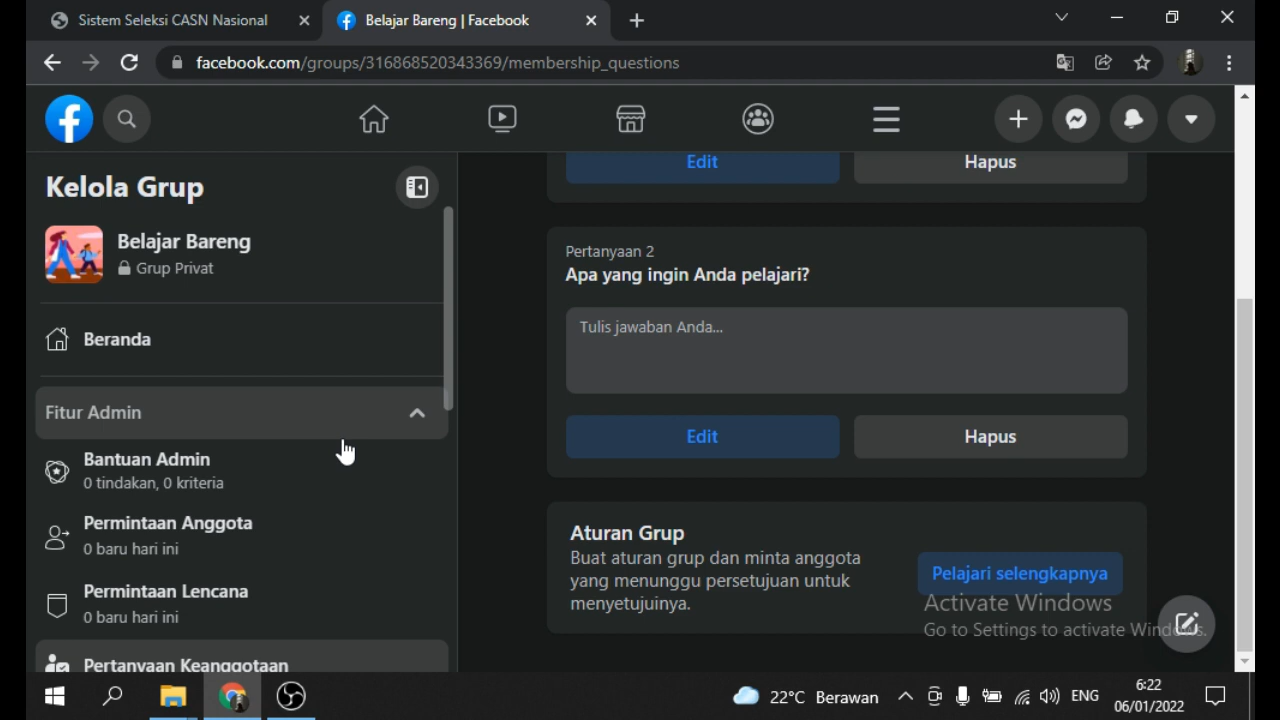 Sistem Seleksi CASN Nasional
Belajar Bareng | Facebook
facebook.com/groups/316868520343369/membership_questions
Kelola Grup
Belajar Bareng
Grup Privat
Beranda
Fitur Admin
Bantuan Admin
0 tindakan, 0 kriteria
Permintaan Anggota
0 baru hari ini
Permintaan Lencana
0 baru hari ini
Pertanyaan Keanggotaan
Edit
Hapus
Pertanyaan 2
Apa yang ingin Anda pelajari?
Tulis jawaban Anda...
Edit
Hapus
Aturan Grup
Buat aturan grup dan minta anggota
yang menunggu persetujuan untuk
menyetujuinya.
Pelajari selengkapnya
Activate Windows
Go to Settings to activate Windows.
22°C Berawan
ENG
6:22
06/01/2022